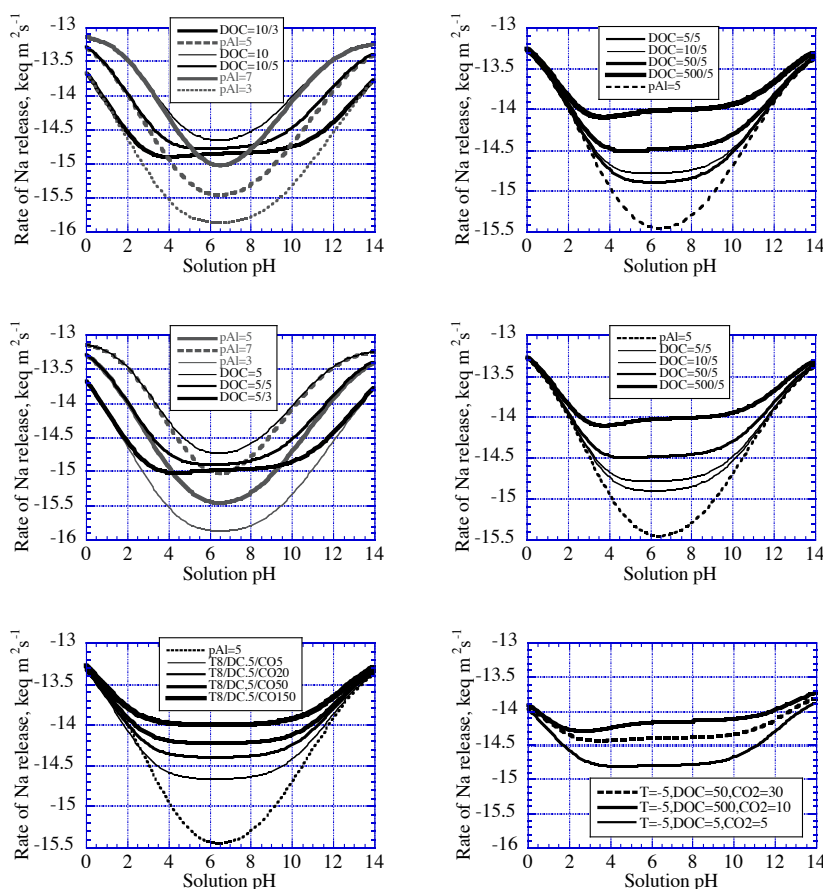 Rate of Na release, keq m⁻²s⁻¹
-13
-13.5
-14
-14.5
-15
-15.5
-16
DOC=10/3
pAl=5
DOC=10
DOC=10/5
pAl=7
pAl=3
0 2 4 6 8 10 12 14
Solution pH
Rate of Na release, keq m⁻²s⁻¹
-13
-13.5
-14
-14.5
-15
-15.5
DOC=5/5
DOC=10/5
DOC=50/5
DOC=500/5
pAl=5
0 2 4 6 8 10 12 14
Solution pH
Rate of Na release, keq m⁻²s⁻¹
-13
-13.5
-14
-14.5
-15
-15.5
-16
pAl=5
pAl=7
pAl=3
DOC=5
DOC=5/5
DOC=5/3
0 2 4 6 8 10 12 14
Solution pH
Rate of Na release, keq m⁻²s⁻¹
-13
-13.5
-14
-14.5
-15
-15.5
pAl=5
DOC=5/5
DOC=10/5
DOC=50/5
DOC=500/5
0 2 4 6 8 10 12 14
Solution pH
Rate of Na release, keq m⁻²s⁻¹
-13
-13.5
-14
-14.5
-15
-15.5
pAl=5
T8/DC.5/CO5
T8/DC.5/CO20
T8/DC,5/CO50
T8/DC.5/CO150
0 2 4 6 8 10 12 14
Solution pH
Rate of Na release, keq m⁻²s⁻¹
-13
-13.5
-14
-14.5
-15
-15.5
-16
T=-5,DOC=50,CO2=30
T=-5,DOC=500,CO2=10
T=-5,DOC=5,CO2=5
0 2 4 6 8 10 12 14
Solution pH